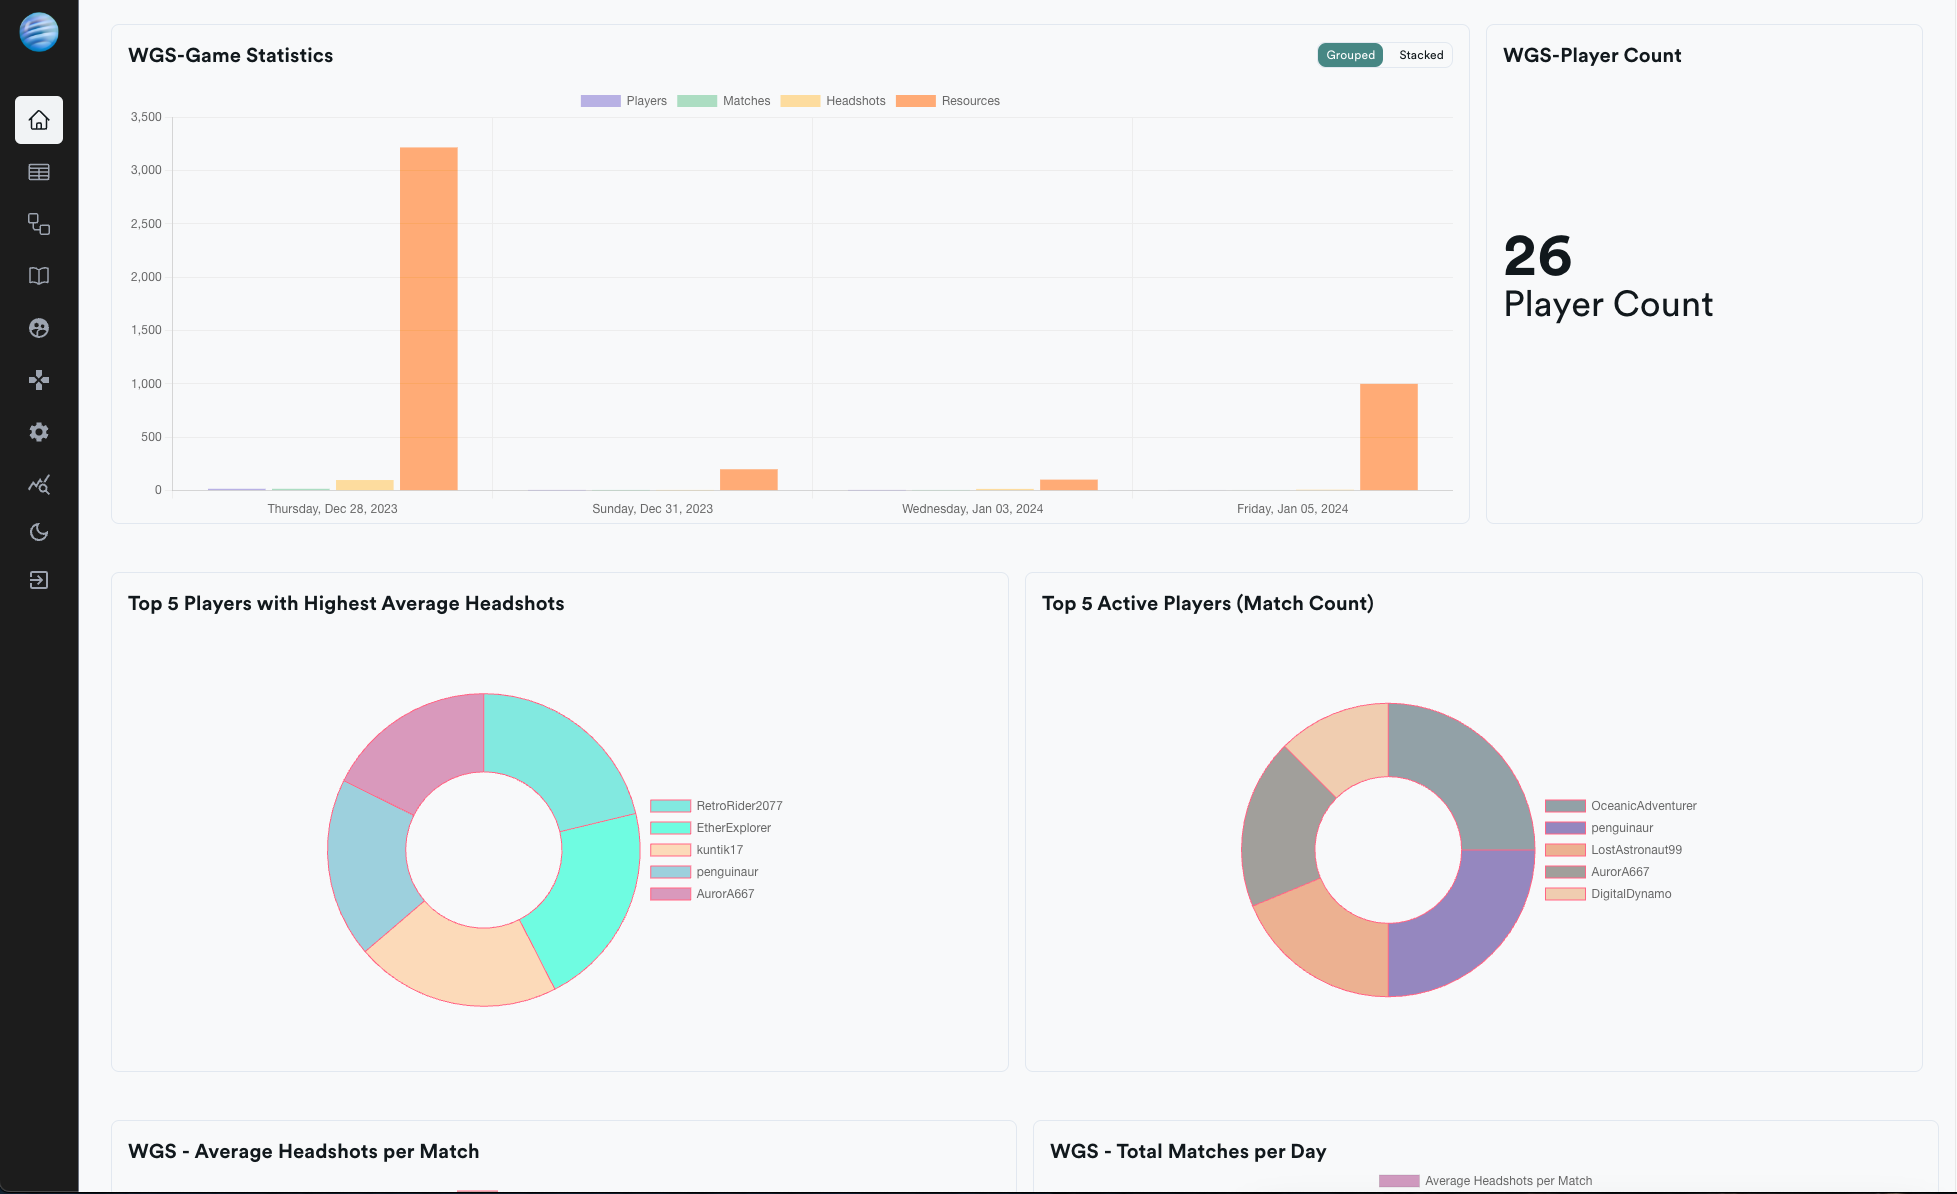 WGS-Game Statistics
Grouped Stacked
Players Matches Headshots Resources
3,500
3,000
2,500
2,000
1,500
1,000
500
0
Thursday, Dec 28, 2023 Sunday, Dec 31, 2023 Wednesday, Jan 03, 2024 Friday, Jan 05, 2024
WGS-Player Count
26
Player Count
Top 5 Players with Highest Average Headshots
RetroRider2077
EtherExplorer
kuntik17
penguinaur
AurorA667
Top 5 Active Players (Match Count)
OceanicAdventurer
penguinaur
LostAstronaut99
AurorA667
DigitalDynamo
WGS - Average Headshots per Match
WGS - Total Matches per Day
Average Headshots per Match